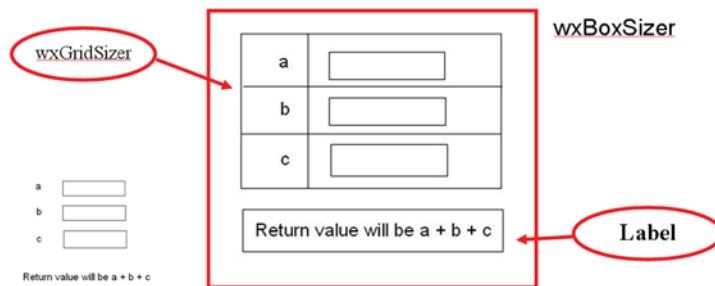 wxBoxSizer
wxGridSizer
a
b
c
Return value will be a + b + c
Label
a
b
c
Return value will be a + b + c